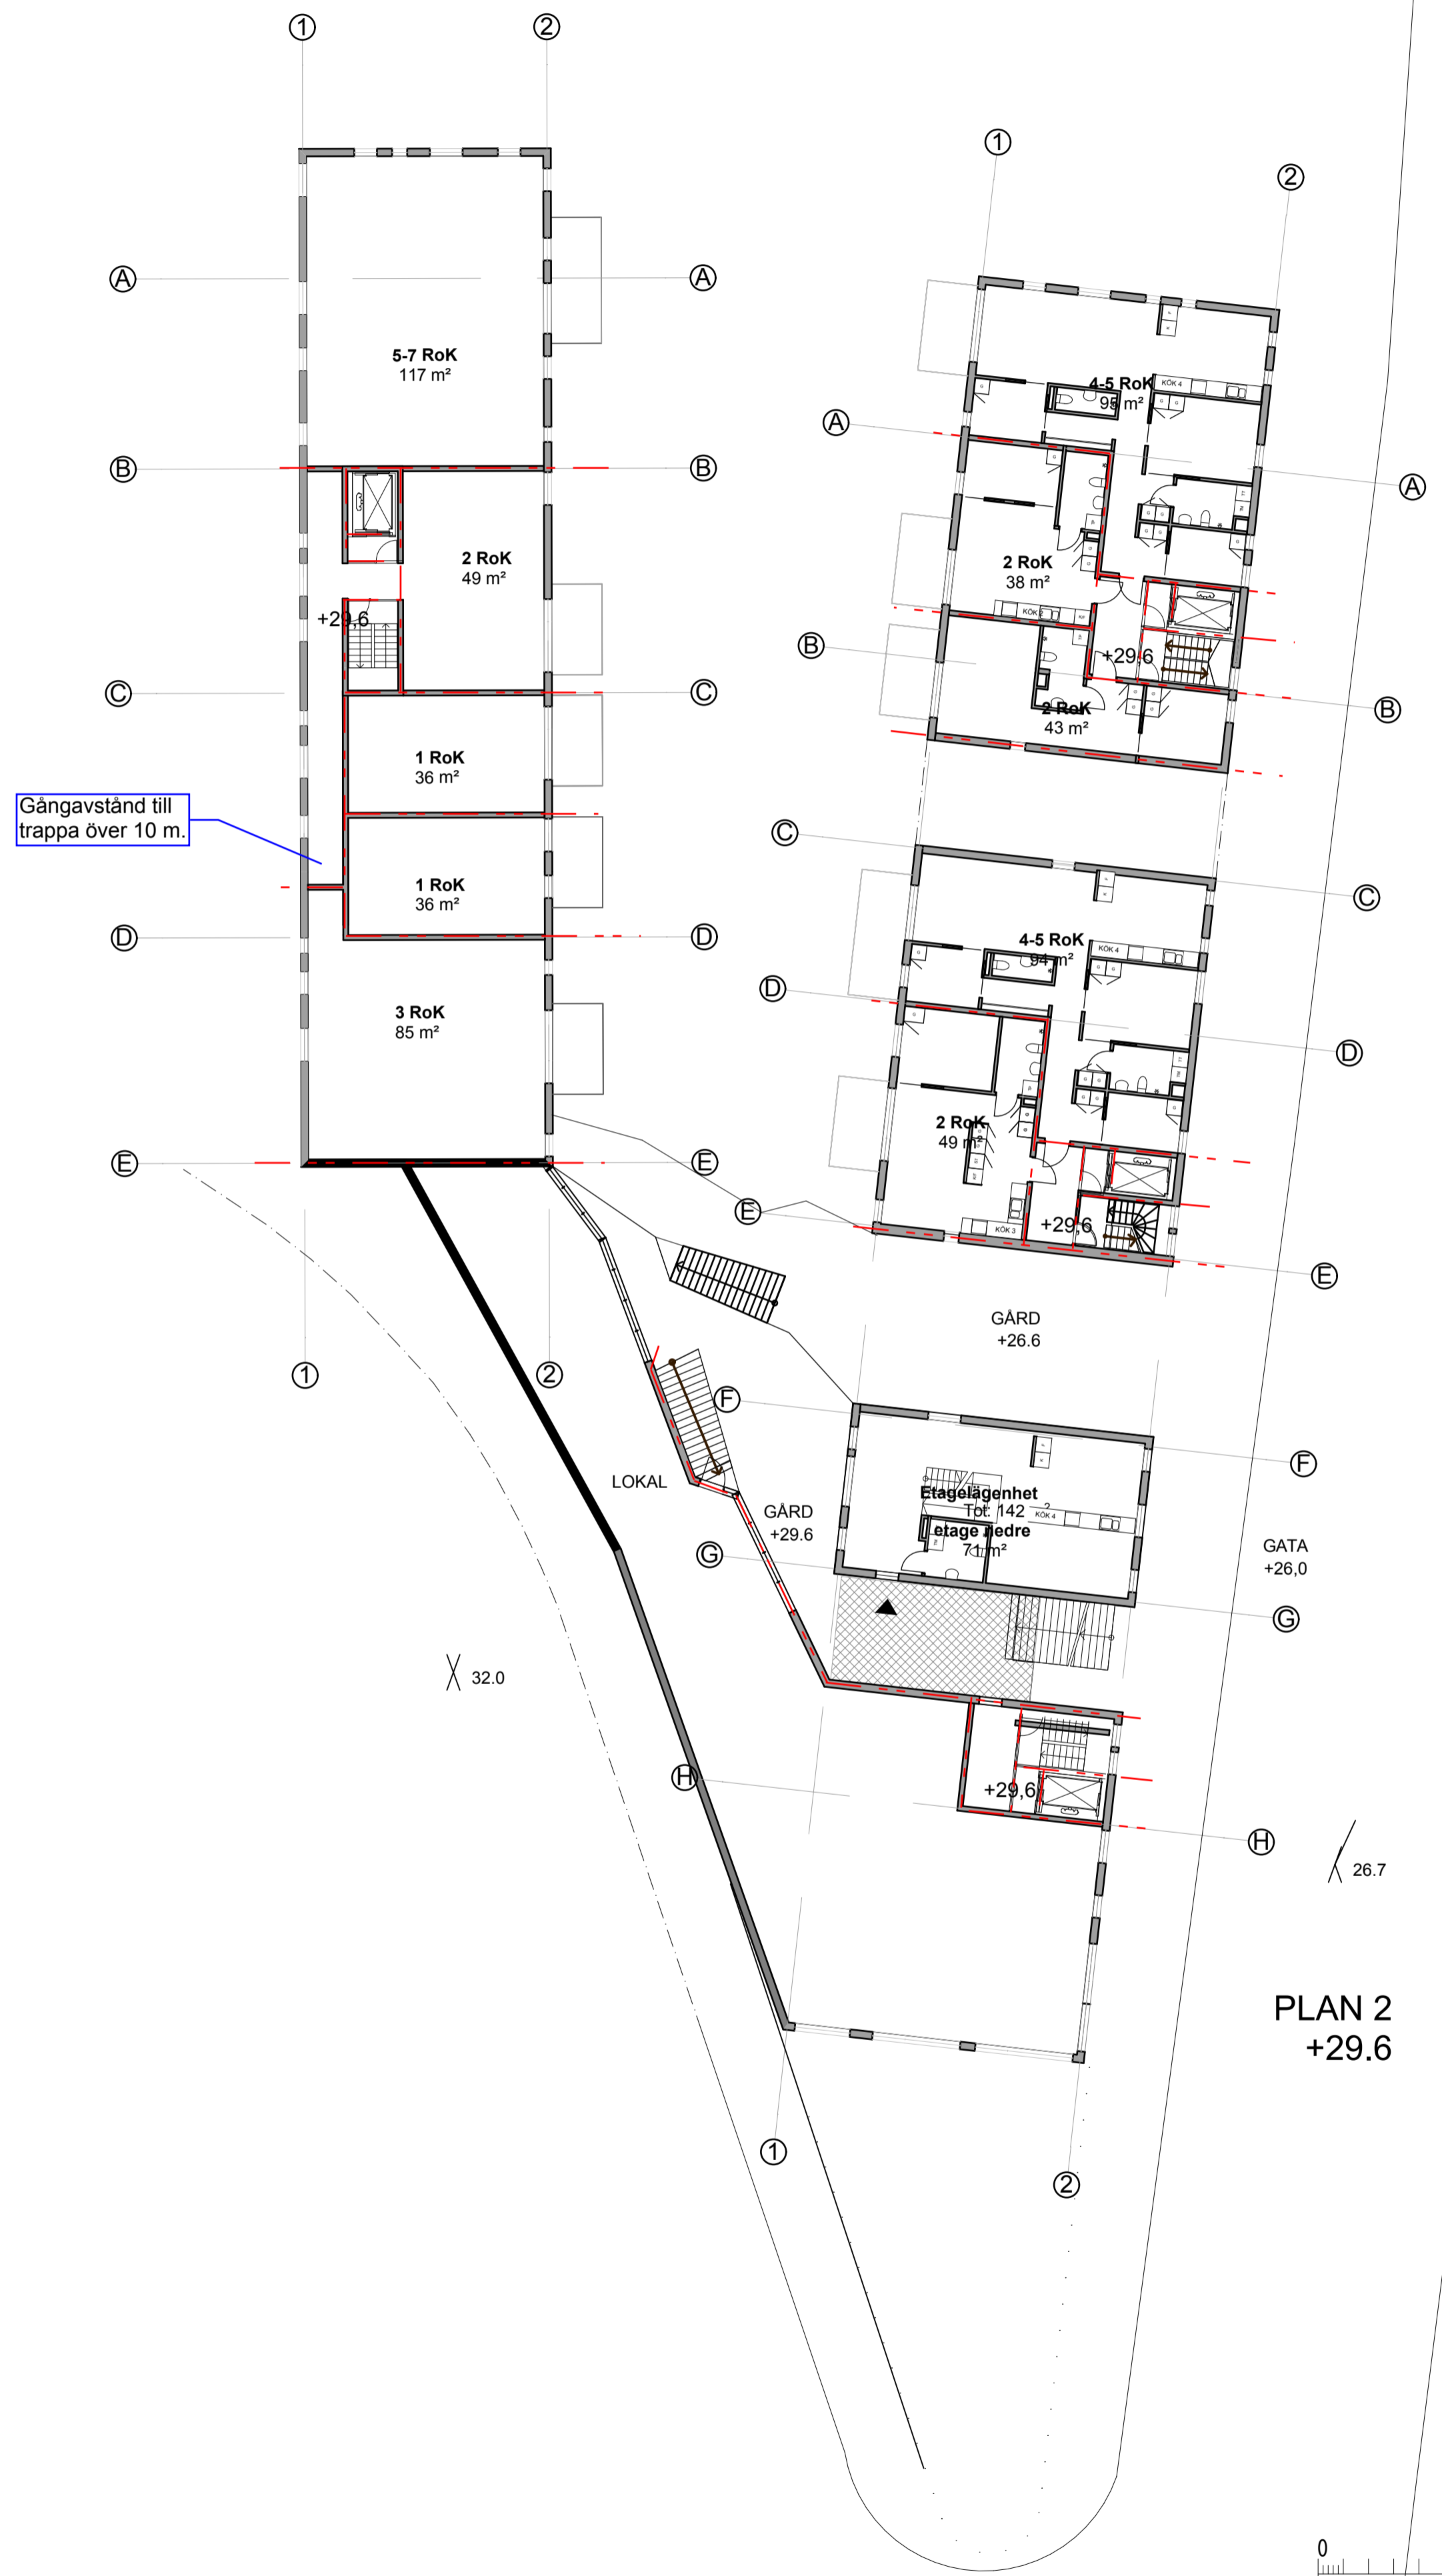 1
2
1
2
A
A
5-7 RoK
117 m²
4-5 RoK
95 m²
KÖK 4
A
B
B
A
2 RoK
49 m²
2 RoK
38 m²
KÖK 2
+29,6
B
+29.6
C
C
2 RoK
43 m²
B
1 RoK
36 m²
Gångavstånd till
trappa över 10 m.
C
1 RoK
36 m²
C
D
D
4-5 RoK
94 m²
KÖK 4
D
3 RoK
85 m²
D
2 RoK
49 m²
E
E
E
KÖK 3
+29,6
E
GÅRD
+26.6
1
2
F
F
LOKAL
Etagelägenhet
Tot: 142
2
KÖK 4
etage nedre
71 m²
GÅRD
+29.6
G
GATA
+26,0
G
32.0
H
+29,6
H
26.7
PLAN 2
+29.6
1
2
0